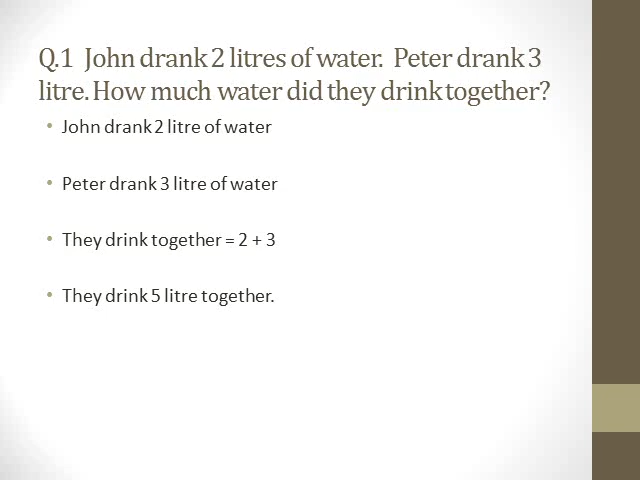 Q.1  John drank 2 litres of water.  Peter drank 3
litre. How much water did they drink together?
• John drank 2 litre of water
• Peter drank 3 litre of water
• They drink together = 2 + 3
• They drink 5 litre together.